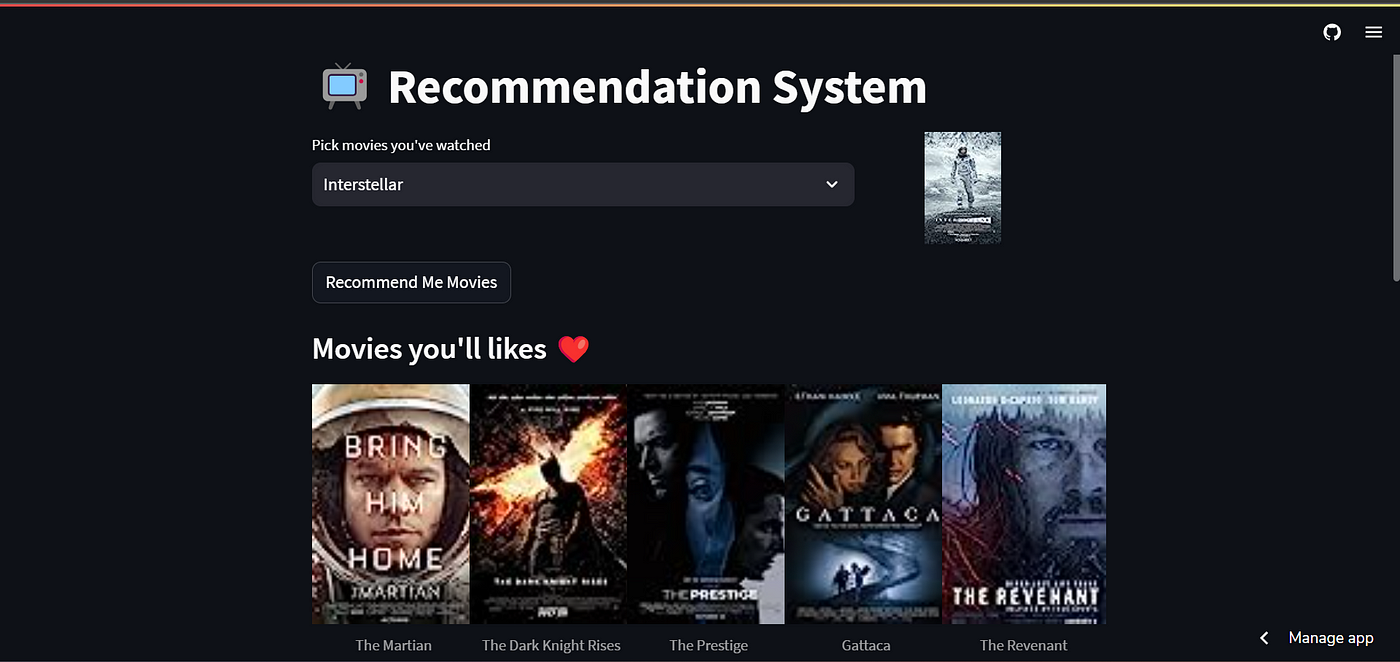 Recommendation System
Pick movies you've watched
Interstellar
Recommend Me Movies
Movies you'll likes
BRING
HIM
HOME
THE MARTIAN
THE DARK KNIGHT RISES
THE PRESTIGE
ETHAN HAWKE UMA THURMAN
GATTACA
LEONARDO DICAPRIO TOM HARDY
THE REVENANT
The Martian
The Dark Knight Rises
The Prestige
Gattaca
The Revenant
Manage app